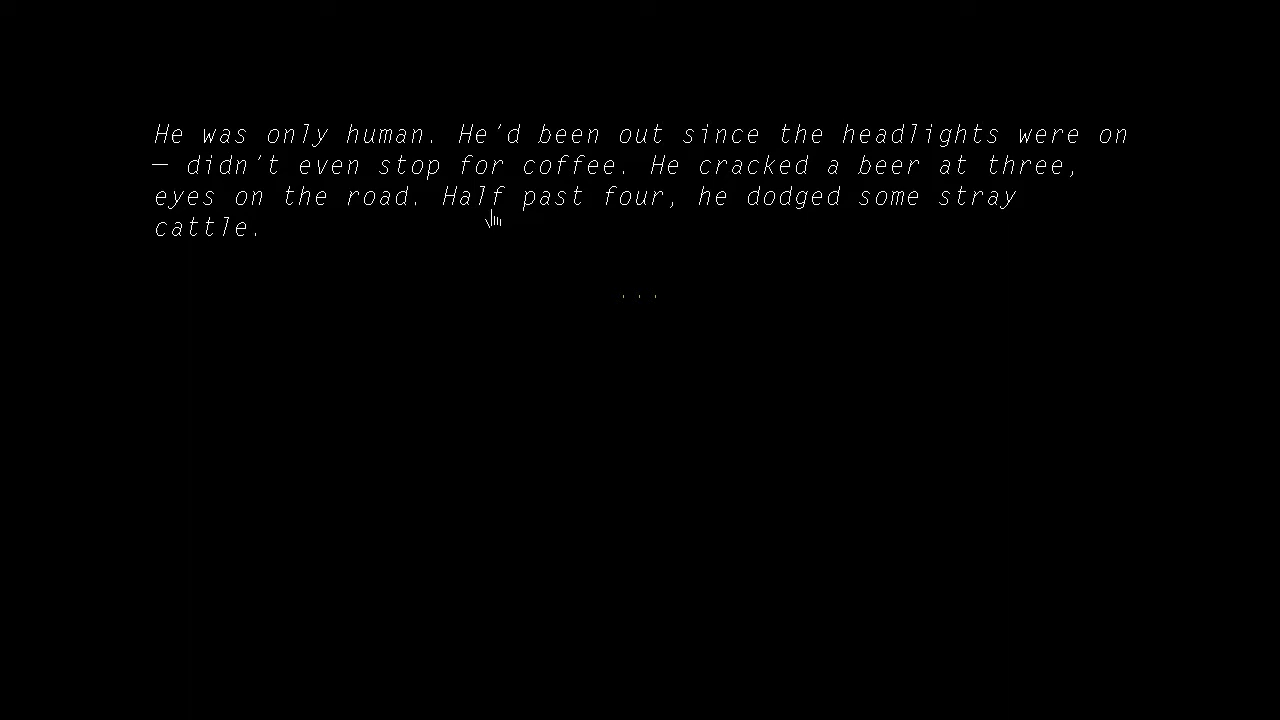 He was only human. He'd been out since the headlights were on
— didn't even stop for coffee. He cracked a beer at three,
eyes on the road. Half past four, he dodged some stray
cattle.
...